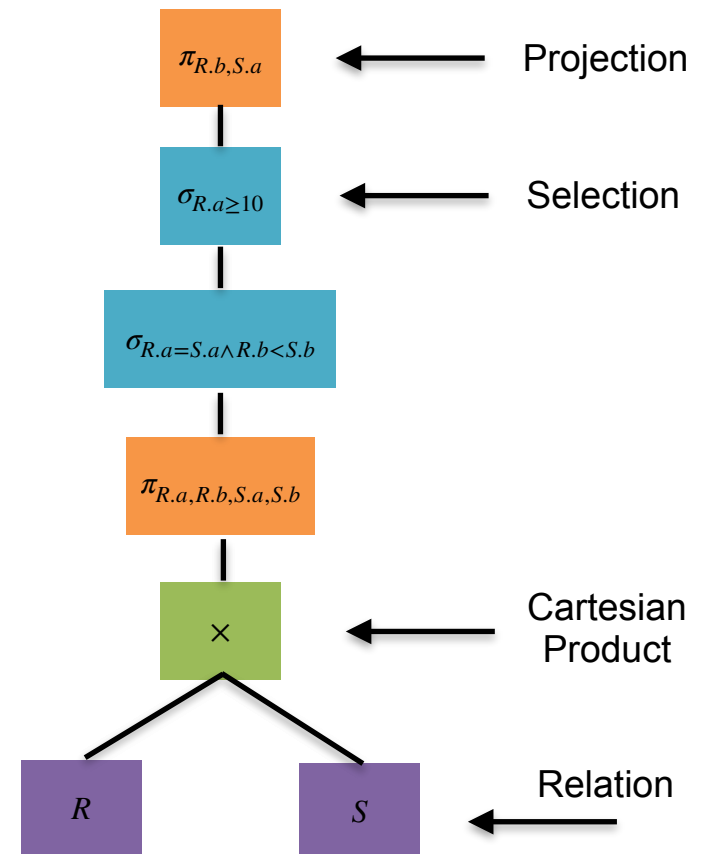 π_{R.b,S.a}
Projection
σ_{R.a≥10}
Selection
σ_{R.a=S.a∧R.b<S.b}
π_{R.a,R.b,S.a,S.b}
×
Cartesian
Product
R
S
Relation